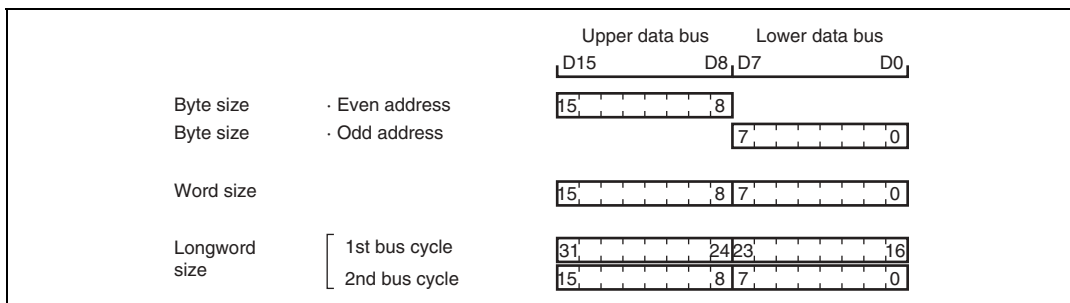 Upper data bus Lower data bus
D15 D8 D7 D0
Byte size · Even address 15 8
Byte size · Odd address 7 0
Word size 15 8 7 0
Longword size 1st bus cycle 31 24 23 16
2nd bus cycle 15 8 7 0